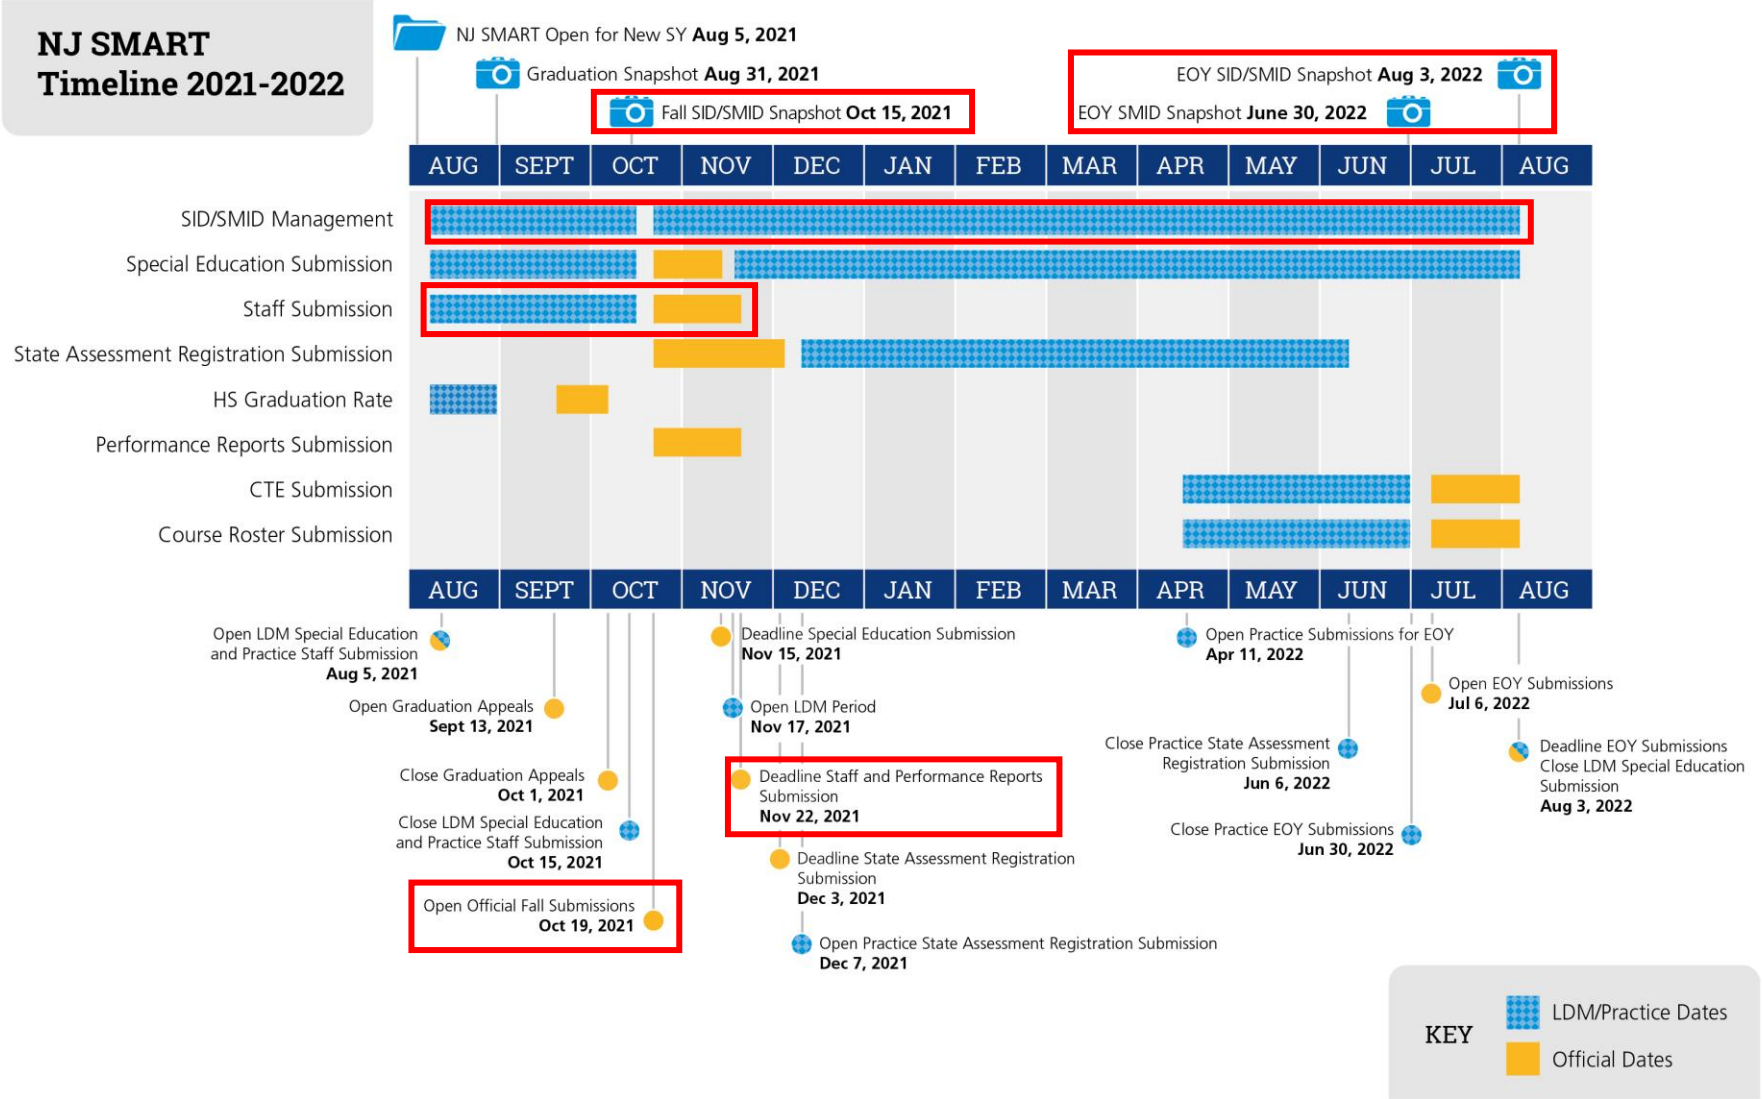 NJ SMART
Timeline 2021-2022
NJ SMART Open for New SY Aug 5, 2021
Graduation Snapshot Aug 31, 2021
Fall SID/SMID Snapshot Oct 15, 2021
EOY SID/SMID Snapshot Aug 3, 2022
EOY SMID Snapshot June 30, 2022
AUG SEPT OCT NOV DEC JAN FEB MAR APR MAY JUN JUL AUG
SID/SMID Management
Special Education Submission
Staff Submission
State Assessment Registration Submission
HS Graduation Rate
Performance Reports Submission
CTE Submission
Course Roster Submission
AUG SEPT OCT NOV DEC JAN FEB MAR APR MAY JUN JUL AUG
Open LDM Special Education
and Practice Staff Submission
Aug 5, 2021
Open Graduation Appeals
Sept 13, 2021
Close Graduation Appeals
Oct 1, 2021
Close LDM Special Education
and Practice Staff Submission
Oct 15, 2021
Open Official Fall Submissions
Oct 19, 2021
Deadline Special Education Submission
Nov 15, 2021
Open LDM Period
Nov 17, 2021
Deadline Staff and Performance Reports
Submission
Nov 22, 2021
Deadline State Assessment Registration
Submission
Dec 3, 2021
Open Practice State Assessment Registration Submission
Dec 7, 2021
Open Practice Submissions for EOY
Apr 11, 2022
Close Practice State Assessment
Registration Submission
Jun 6, 2022
Close Practice EOY Submissions
Jun 30, 2022
Open EOY Submissions
Jul 6, 2022
Deadline EOY Submissions
Close LDM Special Education
Submission
Aug 3, 2022
KEY
LDM/Practice Dates
Official Dates